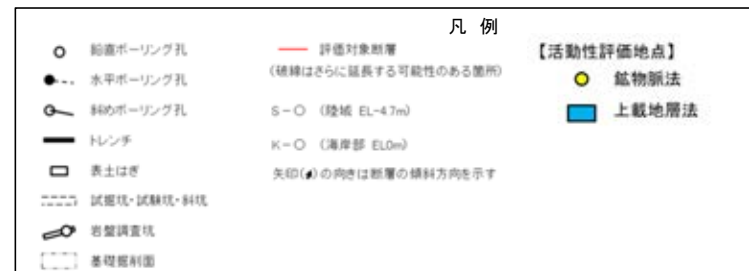 凡 例
鉛直ボーリング孔
水平ボーリング孔
斜めボーリング孔
トレンチ
表土はぎ
試掘坑・試験坑・斜坑
岩盤調査坑
基礎掘削面
評価対象断層
(破線はさらに延長する可能性のある箇所)
S-○ (陸域 EL-4.7m)
K-○ (海岸部 EL0m)
矢印( )の向きは断層の傾斜方向を示す
【活動性評価地点】
鉱物脈法
上載地層法